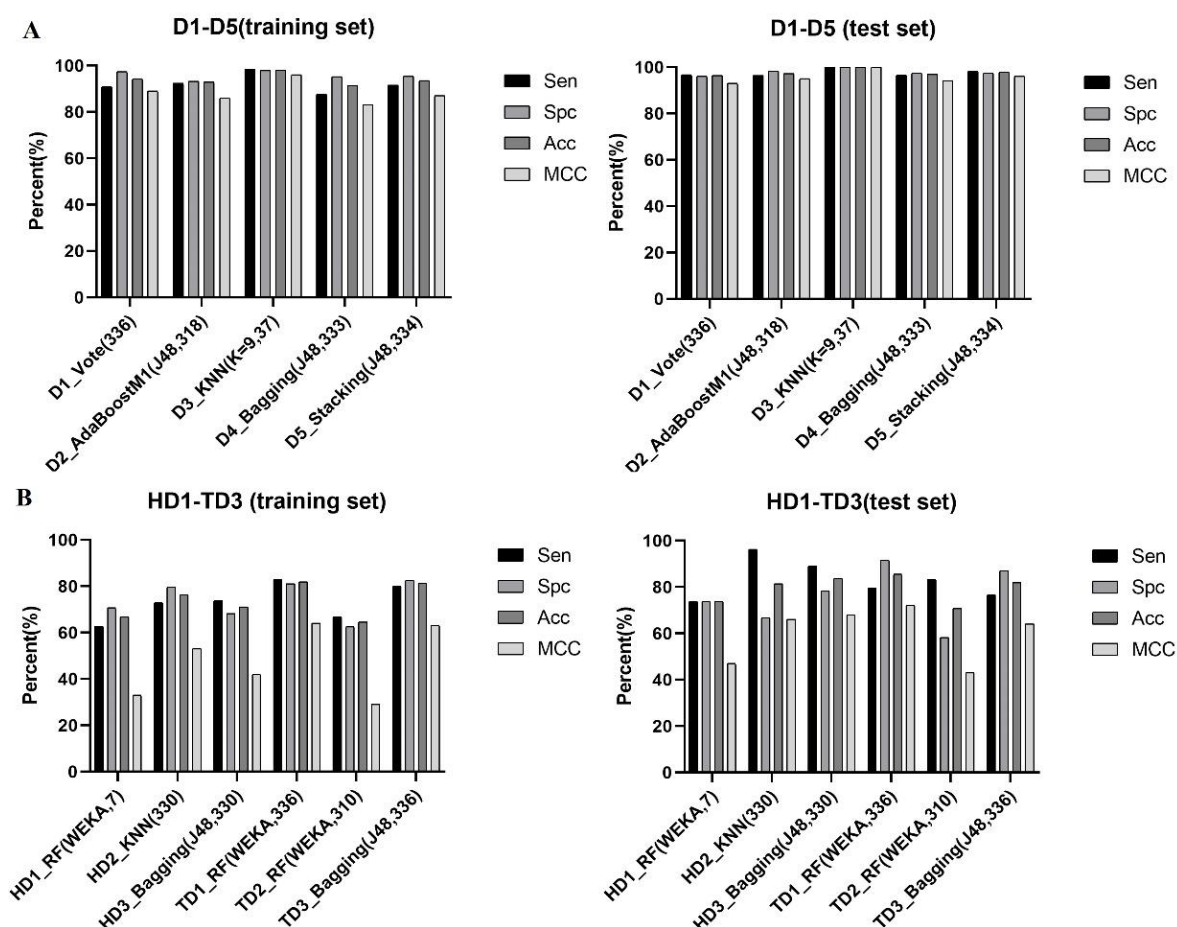 A
D1-D5(training set)
Percent(%)
100
80
60
40
20
0
D1_Vote(336)
D2_AdaBoostM1(J48,318)
D3_KNN(K=9,37)
D4_Bagging(J48,333)
D5_Stacking(J48,334)
Sen
Spc
Acc
MCC
D1-D5 (test set)
Percent(%)
100
80
60
40
20
0
D1_Vote(336)
D2_AdaBoostM1(J48,318)
D3_KNN(K=9,37)
D4_Bagging(J48,333)
D5_Stacking(J48,334)
Sen
Spc
Acc
MCC
B
HD1-TD3 (training set)
Percent(%)
100
80
60
40
20
0
HD1_RF(WEKA,7)
HD2_KNN(330)
HD3_Bagging(J48,330)
TD1_RF(WEKA,336)
TD2_RF(WEKA,310)
TD3_Bagging(J48,336)
Sen
Spc
Acc
MCC
HD1-TD3(test set)
Percent(%)
100
80
60
40
20
0
HD1_RF(WEKA,7)
HD2_KNN(330)
HD3_Bagging(J48,330)
TD1_RF(WEKA,336)
TD2_RF(WEKA,310)
TD3_Bagging(J48,336)
Sen
Spc
Acc
MCC